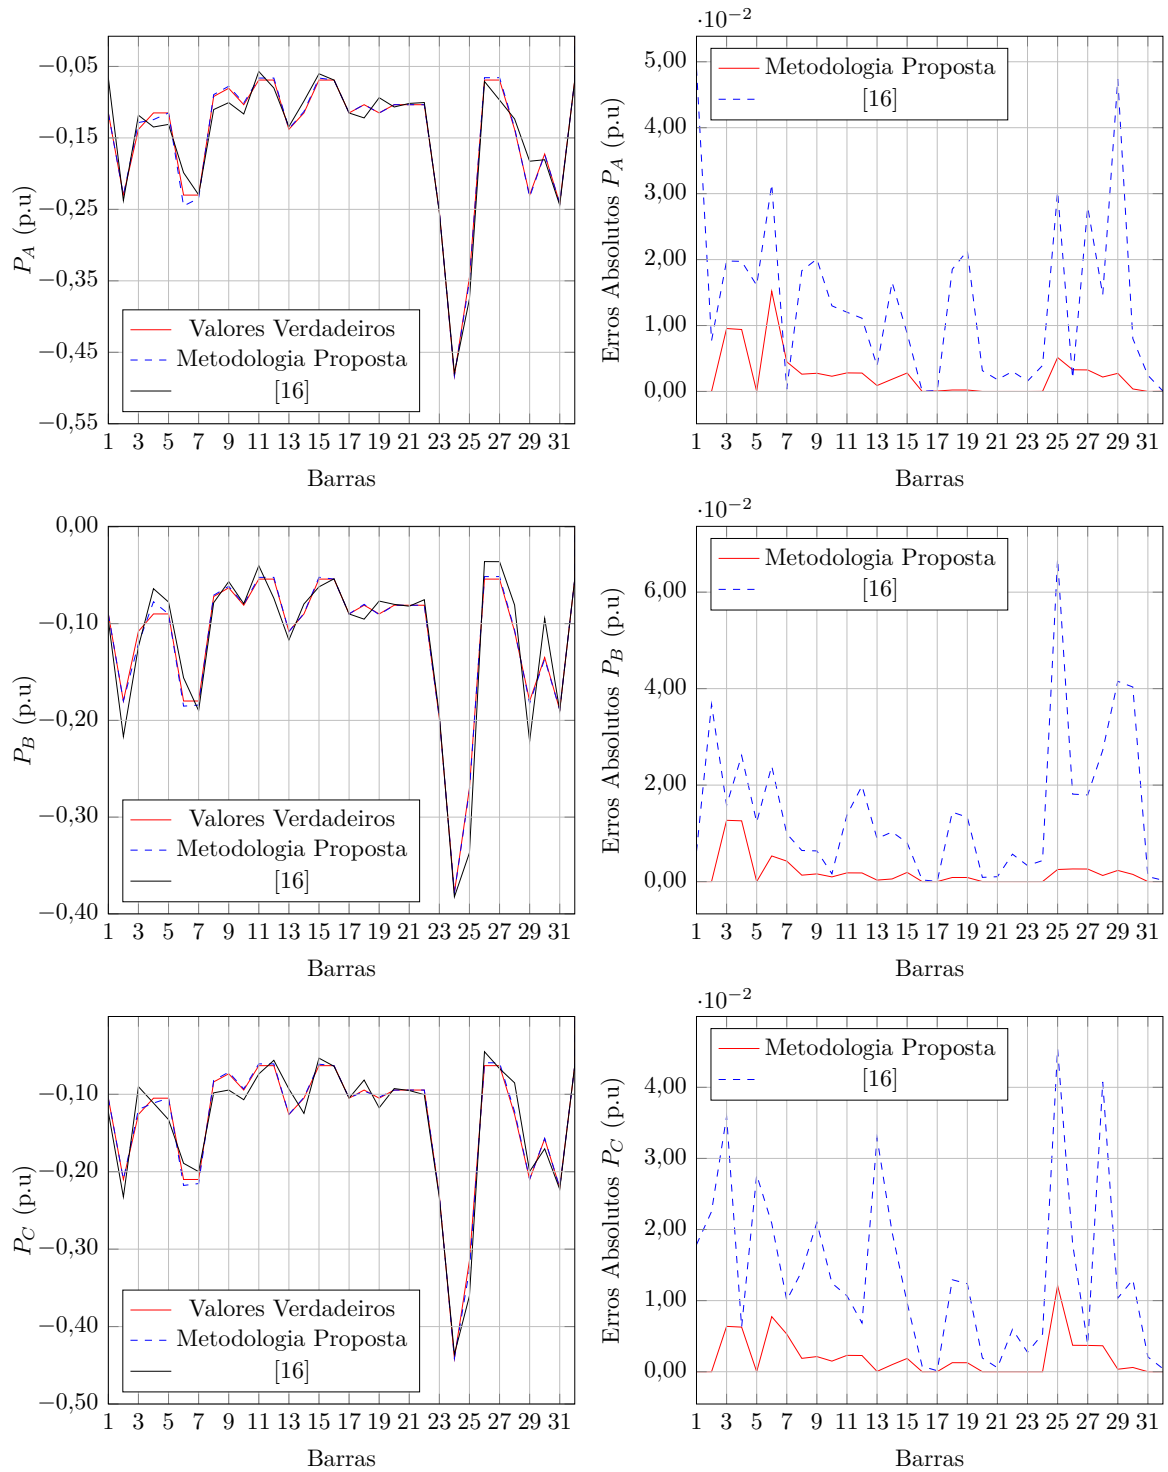 −0,05
−0,15
−0,25
−0,35
−0,45
−0,55
P_A (p.u)
Valores Verdadeiros
Metodologia Proposta
[16]
1 3 5 7 9 11 13 15 17 19 21 23 25 27 29 31
Barras
·10−2
5,00
4,00
3,00
2,00
1,00
0,00
Erros Absolutos P_A (p.u)
Metodologia Proposta
[16]
1 3 5 7 9 11 13 15 17 19 21 23 25 27 29 31
Barras
0,00
−0,10
−0,20
−0,30
−0,40
P_B (p.u)
Valores Verdadeiros
Metodologia Proposta
[16]
1 3 5 7 9 11 13 15 17 19 21 23 25 27 29 31
Barras
·10−2
6,00
4,00
2,00
0,00
Erros Absolutos P_B (p.u)
Metodologia Proposta
[16]
1 3 5 7 9 11 13 15 17 19 21 23 25 27 29 31
Barras
−0,10
−0,20
−0,30
−0,40
−0,50
P_C (p.u)
Valores Verdadeiros
Metodologia Proposta
[16]
1 3 5 7 9 11 13 15 17 19 21 23 25 27 29 31
Barras
·10−2
4,00
3,00
2,00
1,00
0,00
Erros Absolutos P_C (p.u)
Metodologia Proposta
[16]
1 3 5 7 9 11 13 15 17 19 21 23 25 27 29 31
Barras